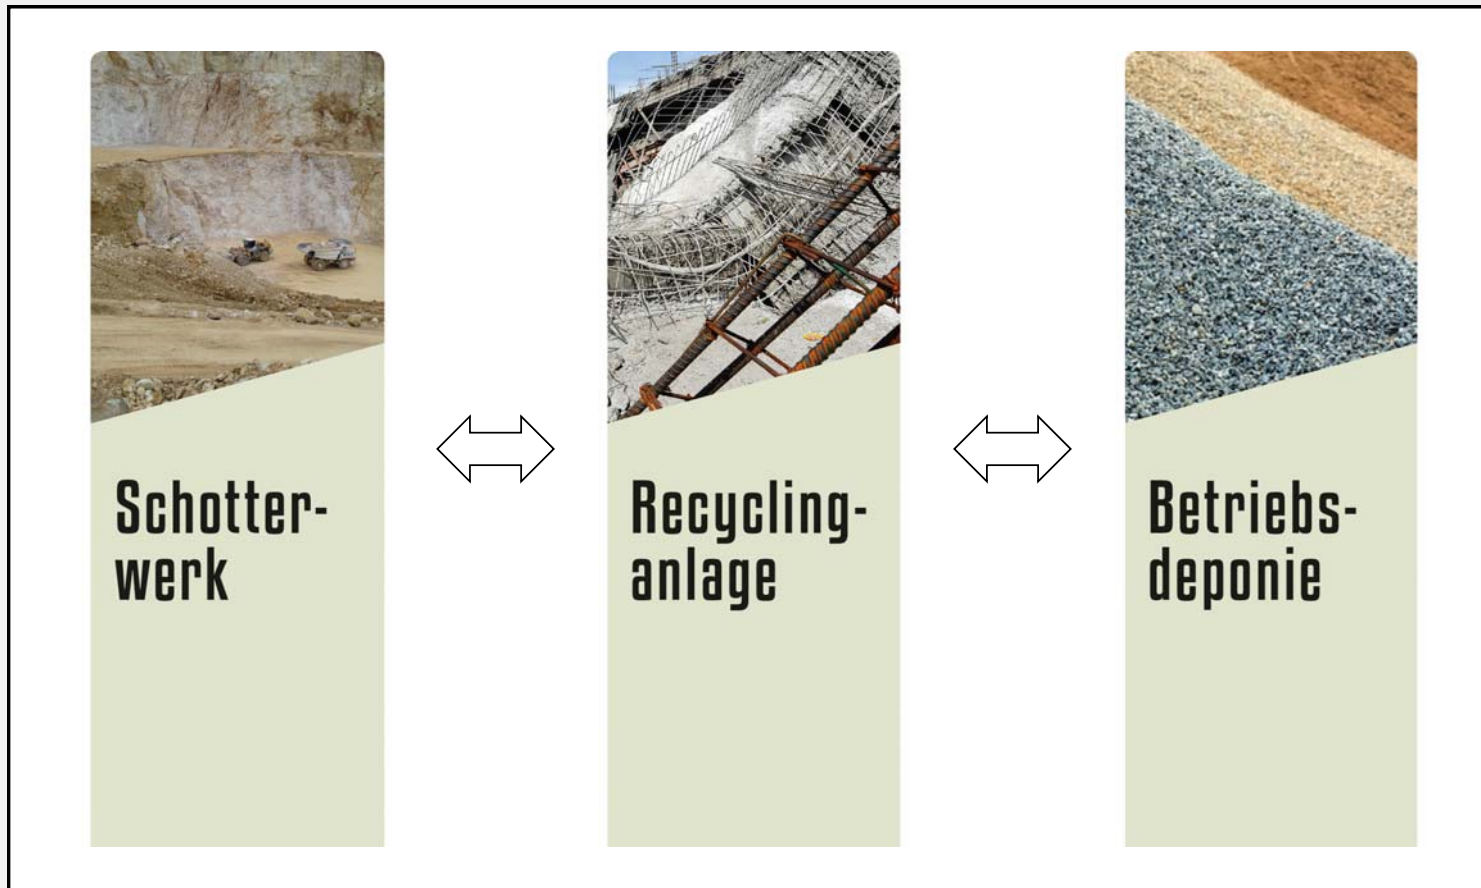 Schotter-
werk
Recycling-
anlage
Betriebs-
deponie